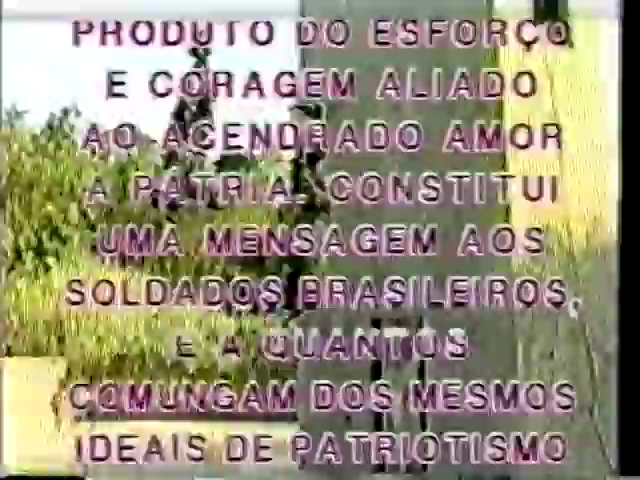 PRODUTO DO ESFORÇO
E CORAGEM ALIADO
AO ACENDRADO AMOR
A PÁTRIA. CONSTITUI
UMA MENSAGEM AOS
SOLDADOS BRASILEIROS,
E A QUANTOS
COMUNGAM DOS MESMOS
IDEAIS DE PATRIOTISMO